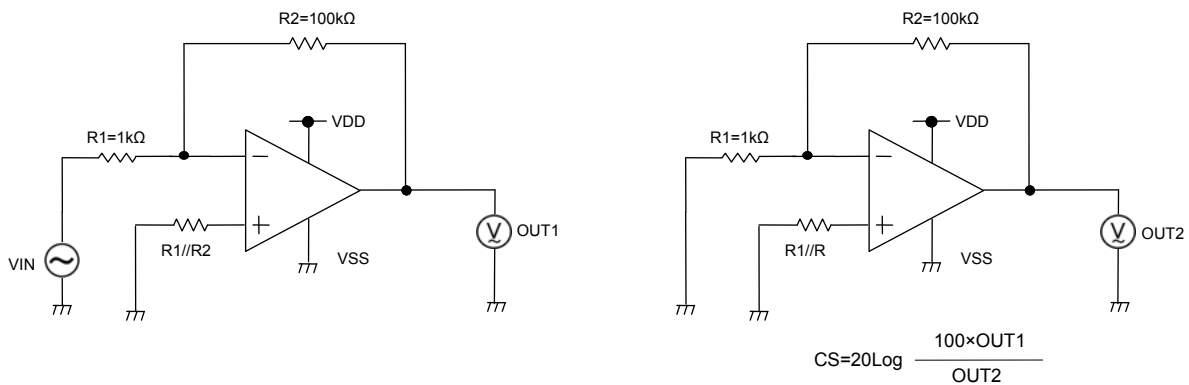 R2=100kΩ
R1=1kΩ
VDD
−
+
R1//R2
VSS
VIN
V
OUT1
R2=100kΩ
R1=1kΩ
VDD
−
+
R1//R
VSS
V
OUT2
CS=20Log 100×OUT1
OUT2